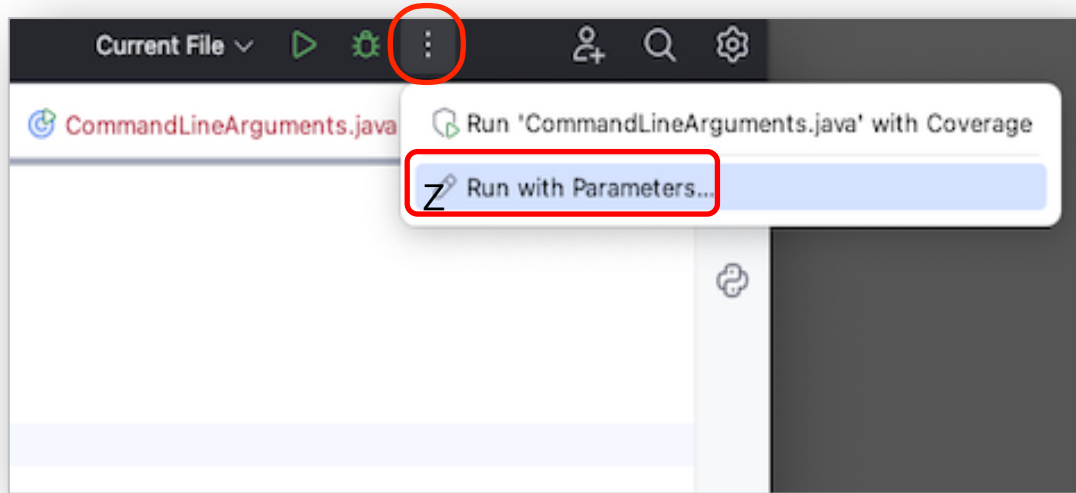 Current File
CommandLineArguments.java
Run 'CommandLineArguments.java' with Coverage
Z Run with Parameters...